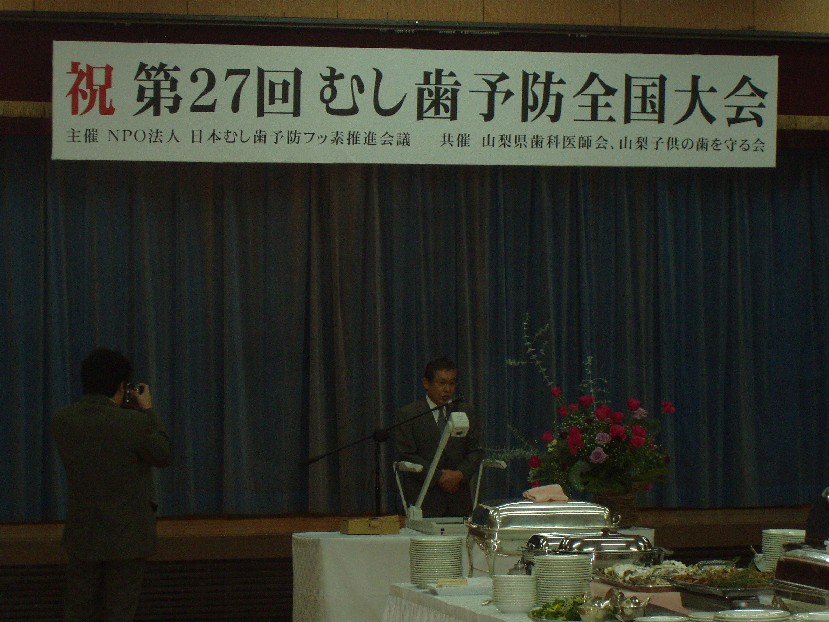 祝 第27回 むし歯予防全国大会
主催 NPO法人 日本むし歯予防フッ素推進会議 共催 山梨県歯科医師会、山梨子供の歯を守る会